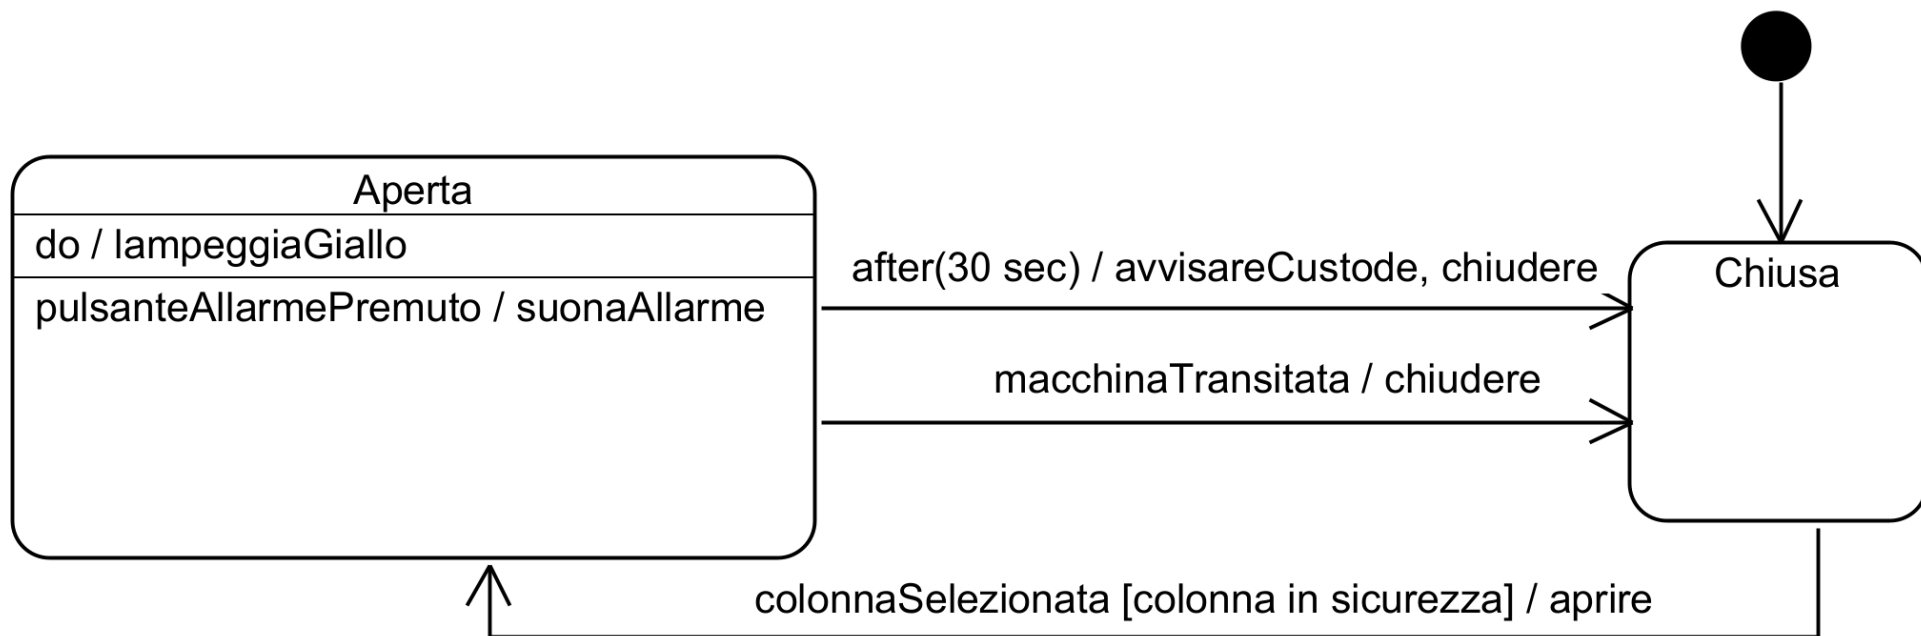 Aperta
do / lampeggiaGiallo
pulsanteAllarmePremuto / suonaAllarme
after(30 sec) / avvisareCustode, chiudere
macchinaTransitata / chiudere
Chiusa
colonnaSelezionata [colonna in sicurezza] / aprire